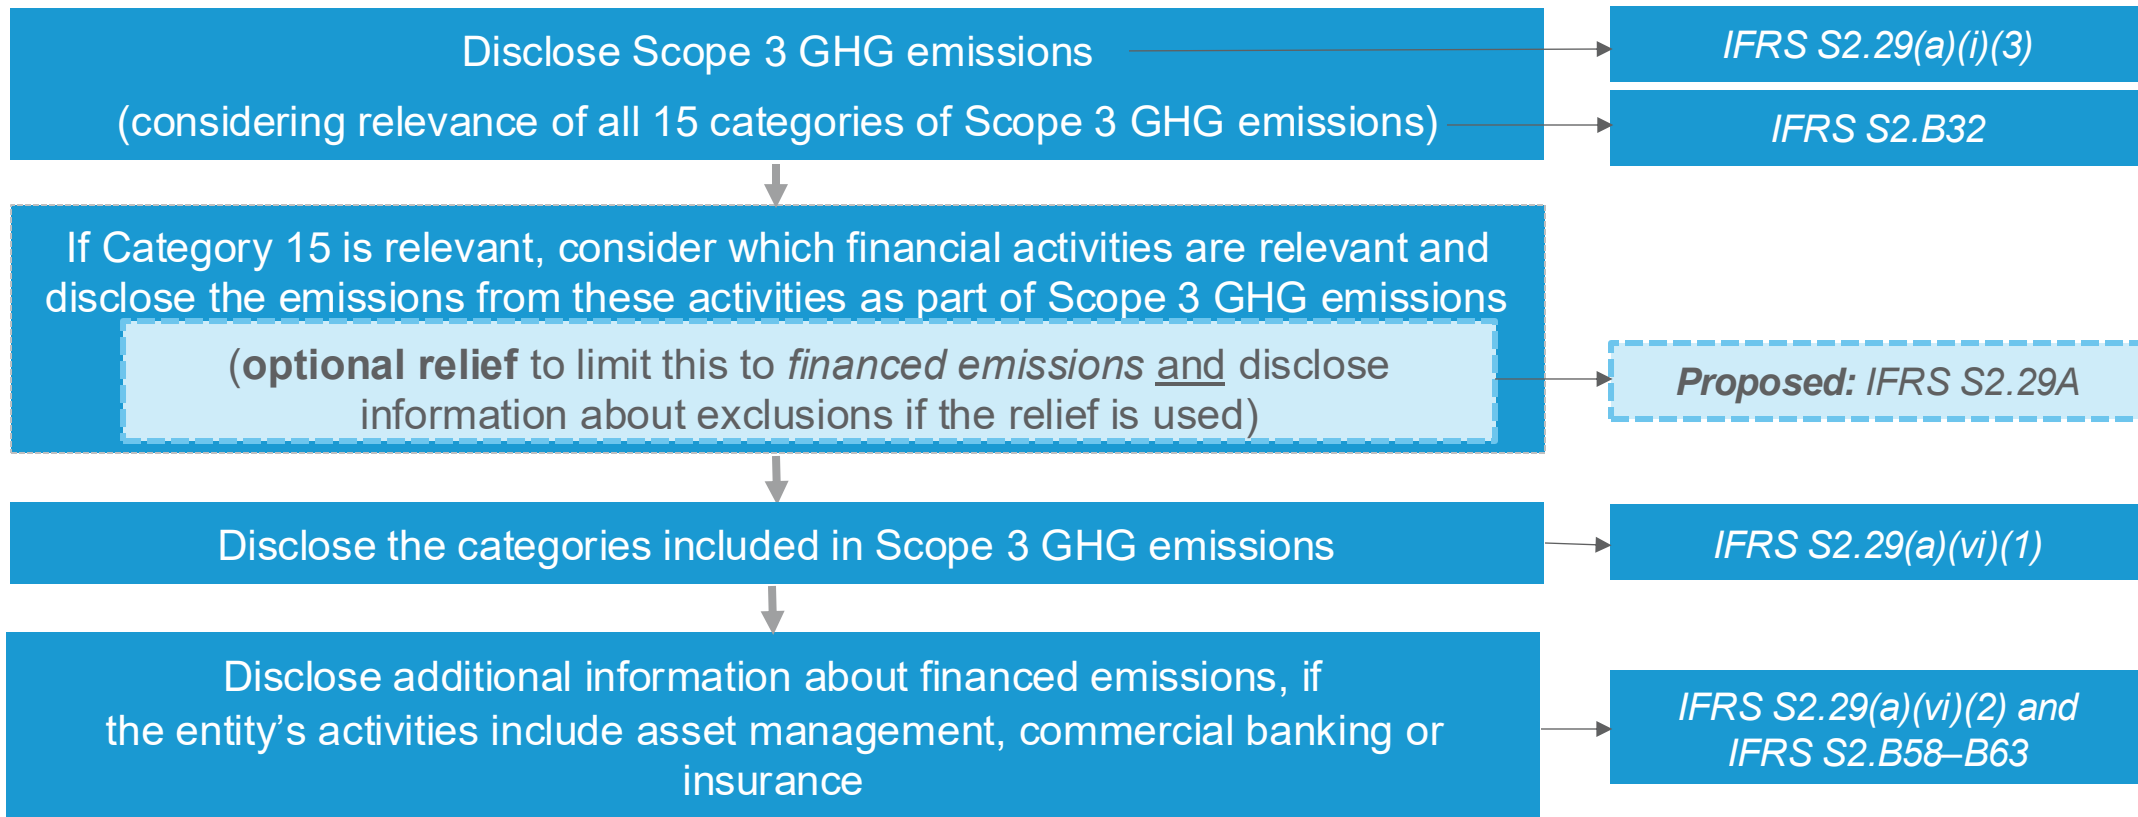 Disclose Scope 3 GHG emissions
IFRS S2.29(a)(i)(3)
(considering relevance of all 15 categories of Scope 3 GHG emissions)
IFRS S2.B32
If Category 15 is relevant, consider which financial activities are relevant and
disclose the emissions from these activities as part of Scope 3 GHG emissions
(optional relief to limit this to financed emissions and disclose
information about exclusions if the relief is used)
Proposed: IFRS S2.29A
Disclose the categories included in Scope 3 GHG emissions
IFRS S2.29(a)(vi)(1)
Disclose additional information about financed emissions, if
the entity’s activities include asset management, commercial banking or
insurance
IFRS S2.29(a)(vi)(2) and
IFRS S2.B58–B63